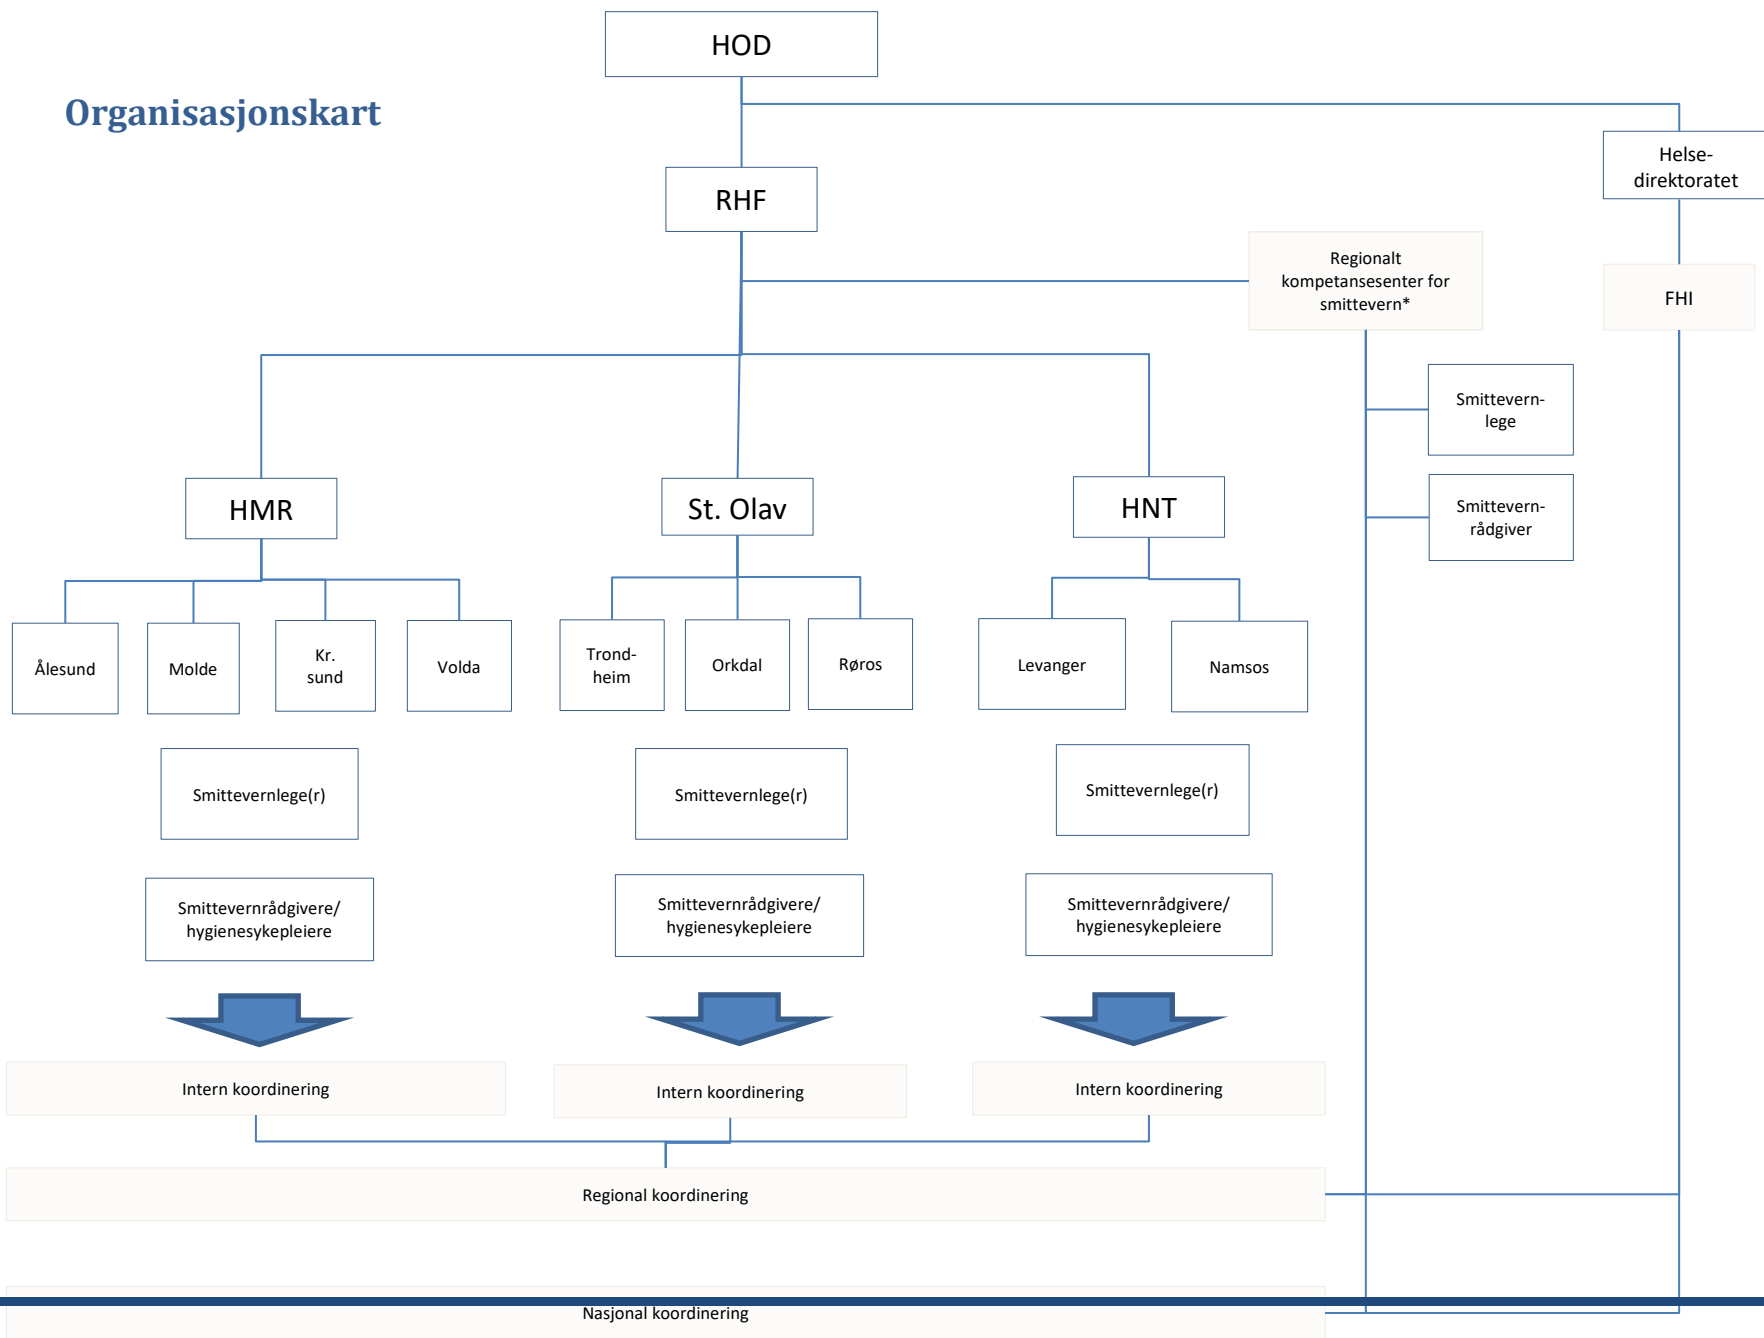 HOD
Organisasjonskart
Helse-
direktoratet
RHF
Regionalt
kompetansesenter for
smittevern*
FHI
Smittevern-
lege
Smittevern-
rådgiver
HMR
St. Olav
HNT
Ålesund
Molde
Kr.
sund
Volda
Trond-
heim
Orkdal
Røros
Levanger
Namsos
Smittevernlege(r)
Smittevernlege(r)
Smittevernlege(r)
Smittevernrådgivere/
hygienesykepleiere
Smittevernrådgivere/
hygienesykepleiere
Smittevernrådgivere/
hygienesykepleiere
Intern koordinering
Intern koordinering
Intern koordinering
Regional koordinering
Nasjonal koordinering